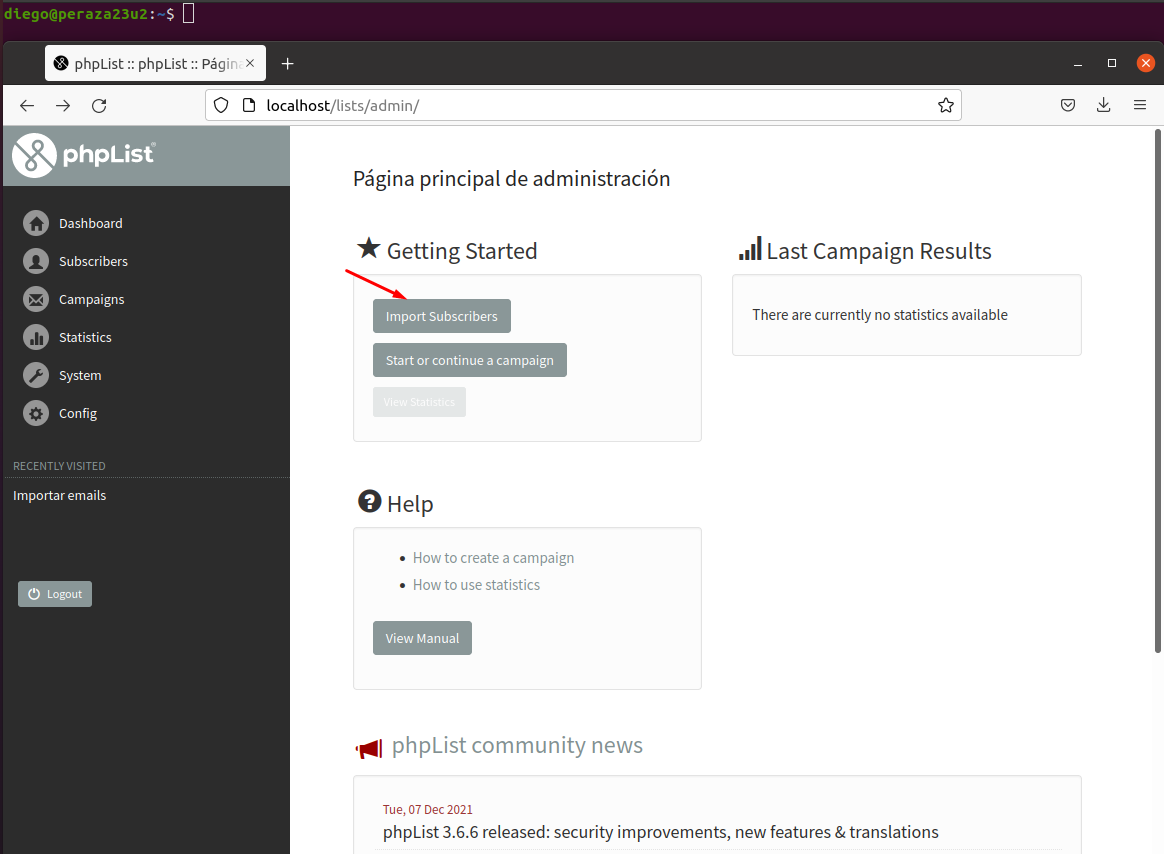 diego@peraza23u2:~$
phpList :: phpList :: Págin
localhost/lists/admin/
phpList®
Dashboard
Subscribers
Campaigns
Statistics
System
Config
RECENTLY VISITED
Importar emails
Logout
Página principal de administración
Getting Started
Import Subscribers
Start or continue a campaign
View Statistics
Last Campaign Results
There are currently no statistics available
Help
How to create a campaign
How to use statistics
View Manual
phpList community news
Tue, 07 Dec 2021
phpList 3.6.6 released: security improvements, new features & translations